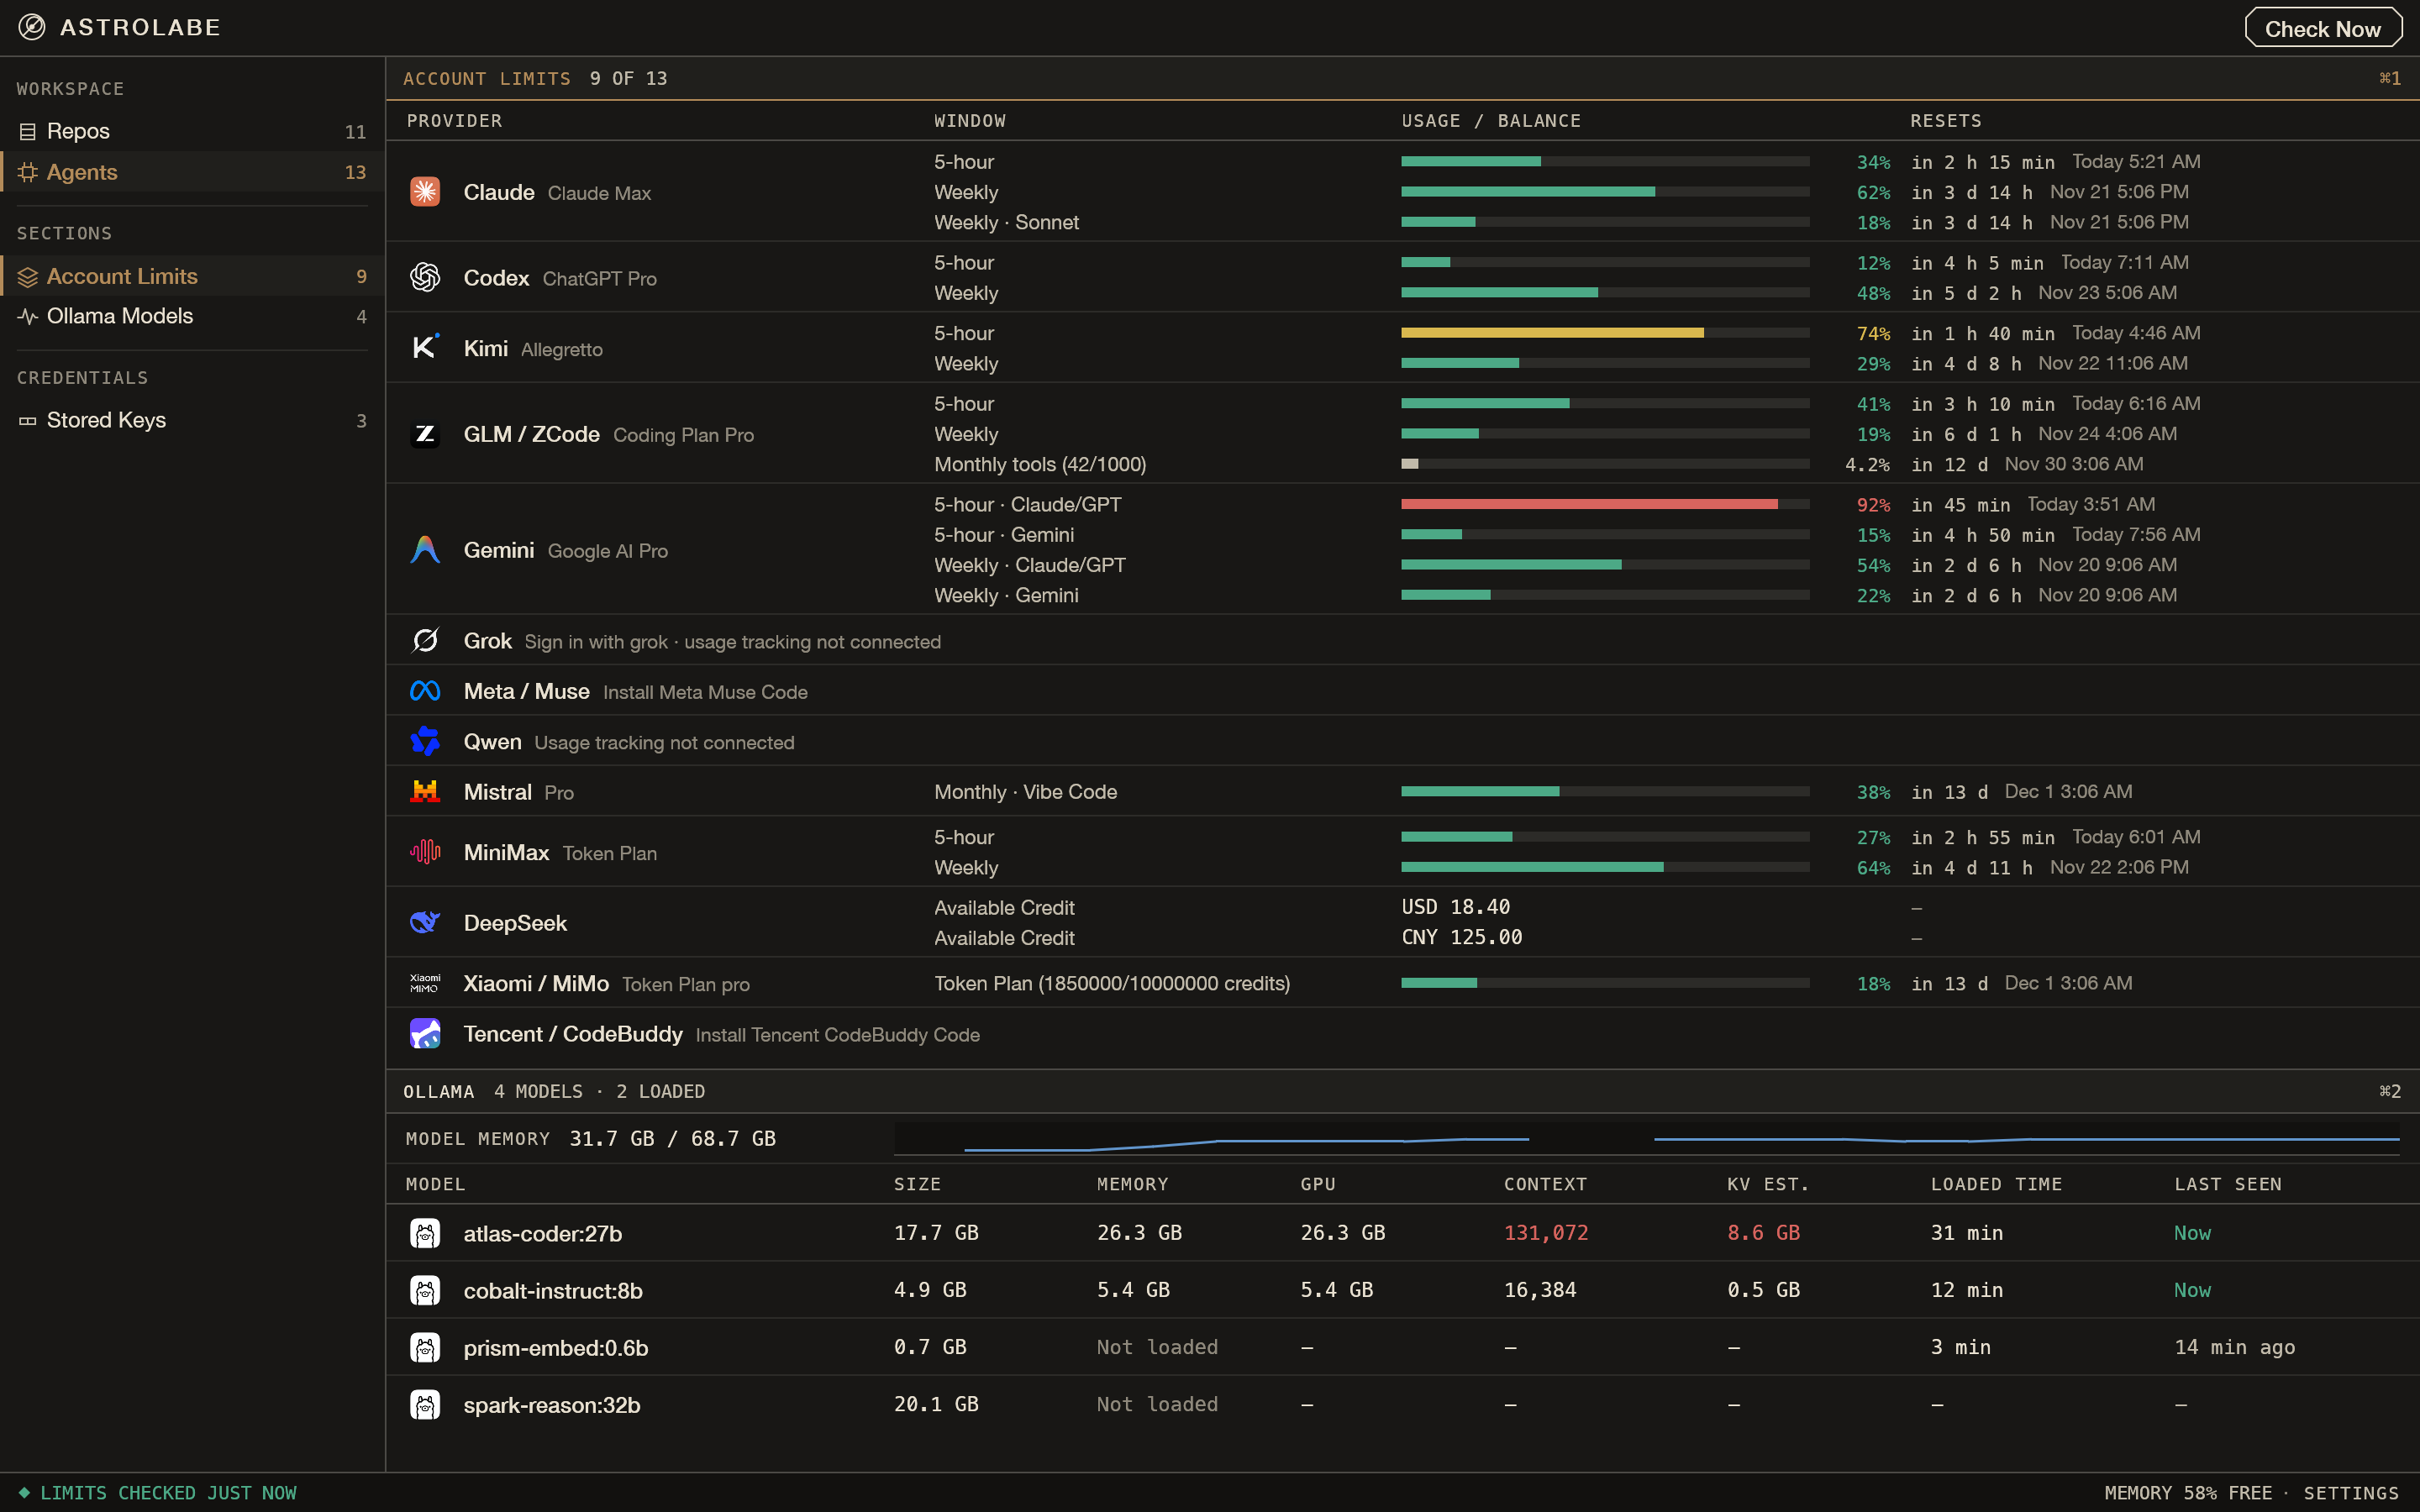 ASTROLABE
Check Now
WORKSPACE
Repos 11
Agents 13
SECTIONS
Account Limits 9
Ollama Models 4
CREDENTIALS
Stored Keys 3
ACCOUNT LIMITS 9 OF 13 ⌘1
PROVIDER WINDOW USAGE / BALANCE RESETS
Claude Claude Max
5-hour 34% in 2 h 15 min Today 5:21 AM
Weekly 62% in 3 d 14 h Nov 21 5:06 PM
Weekly · Sonnet 18% in 3 d 14 h Nov 21 5:06 PM
Codex ChatGPT Pro
5-hour 12% in 4 h 5 min Today 7:11 AM
Weekly 48% in 5 d 2 h Nov 23 5:06 AM
Kimi Allegretto
5-hour 74% in 1 h 40 min Today 4:46 AM
Weekly 29% in 4 d 8 h Nov 22 11:06 AM
GLM / ZCode Coding Plan Pro
5-hour 41% in 3 h 10 min Today 6:16 AM
Weekly 19% in 6 d 1 h Nov 24 4:06 AM
Monthly tools (42/1000) 4.2% in 12 d Nov 30 3:06 AM
Gemini Google AI Pro
5-hour · Claude/GPT 92% in 45 min Today 3:51 AM
5-hour · Gemini 15% in 4 h 50 min Today 7:56 AM
Weekly · Claude/GPT 54% in 2 d 6 h Nov 20 9:06 AM
Weekly · Gemini 22% in 2 d 6 h Nov 20 9:06 AM
Grok Sign in with grok · usage tracking not connected
Meta / Muse Install Meta Muse Code
Qwen Usage tracking not connected
Mistral Pro Monthly · Vibe Code 38% in 13 d Dec 1 3:06 AM
MiniMax Token Plan
5-hour 27% in 2 h 55 min Today 6:01 AM
Weekly 64% in 4 d 11 h Nov 22 2:06 PM
DeepSeek
Available Credit USD 18.40 –
Available Credit CNY 125.00 –
Xiaomi
MIMO
Xiaomi / MiMo Token Plan pro Token Plan (1850000/10000000 credits) 18% in 13 d Dec 1 3:06 AM
Tencent / CodeBuddy Install Tencent CodeBuddy Code
OLLAMA 4 MODELS · 2 LOADED ⌘2
MODEL MEMORY 31.7 GB / 68.7 GB
MODEL SIZE MEMORY GPU CONTEXT KV EST. LOADED TIME LAST SEEN
atlas-coder:27b 17.7 GB 26.3 GB 26.3 GB 131,072 8.6 GB 31 min Now
cobalt-instruct:8b 4.9 GB 5.4 GB 5.4 GB 16,384 0.5 GB 12 min Now
prism-embed:0.6b 0.7 GB Not loaded – – – 3 min 14 min ago
spark-reason:32b 20.1 GB Not loaded – – – – –
LIMITS CHECKED JUST NOW
MEMORY 58% FREE · SETTINGS